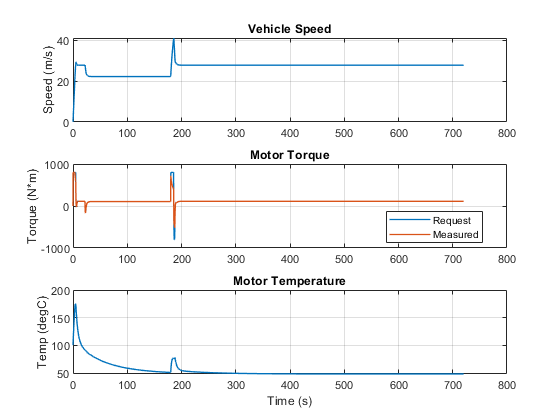 Vehicle Speed
40
20
0
Speed (m/s)
0 100 200 300 400 500 600 700 800
Motor Torque
1000
0
-1000
Torque (N*m)
Request
Measured
0 100 200 300 400 500 600 700 800
Motor Temperature
200
150
100
50
Temp (degC)
0 100 200 300 400 500 600 700 800
Time (s)